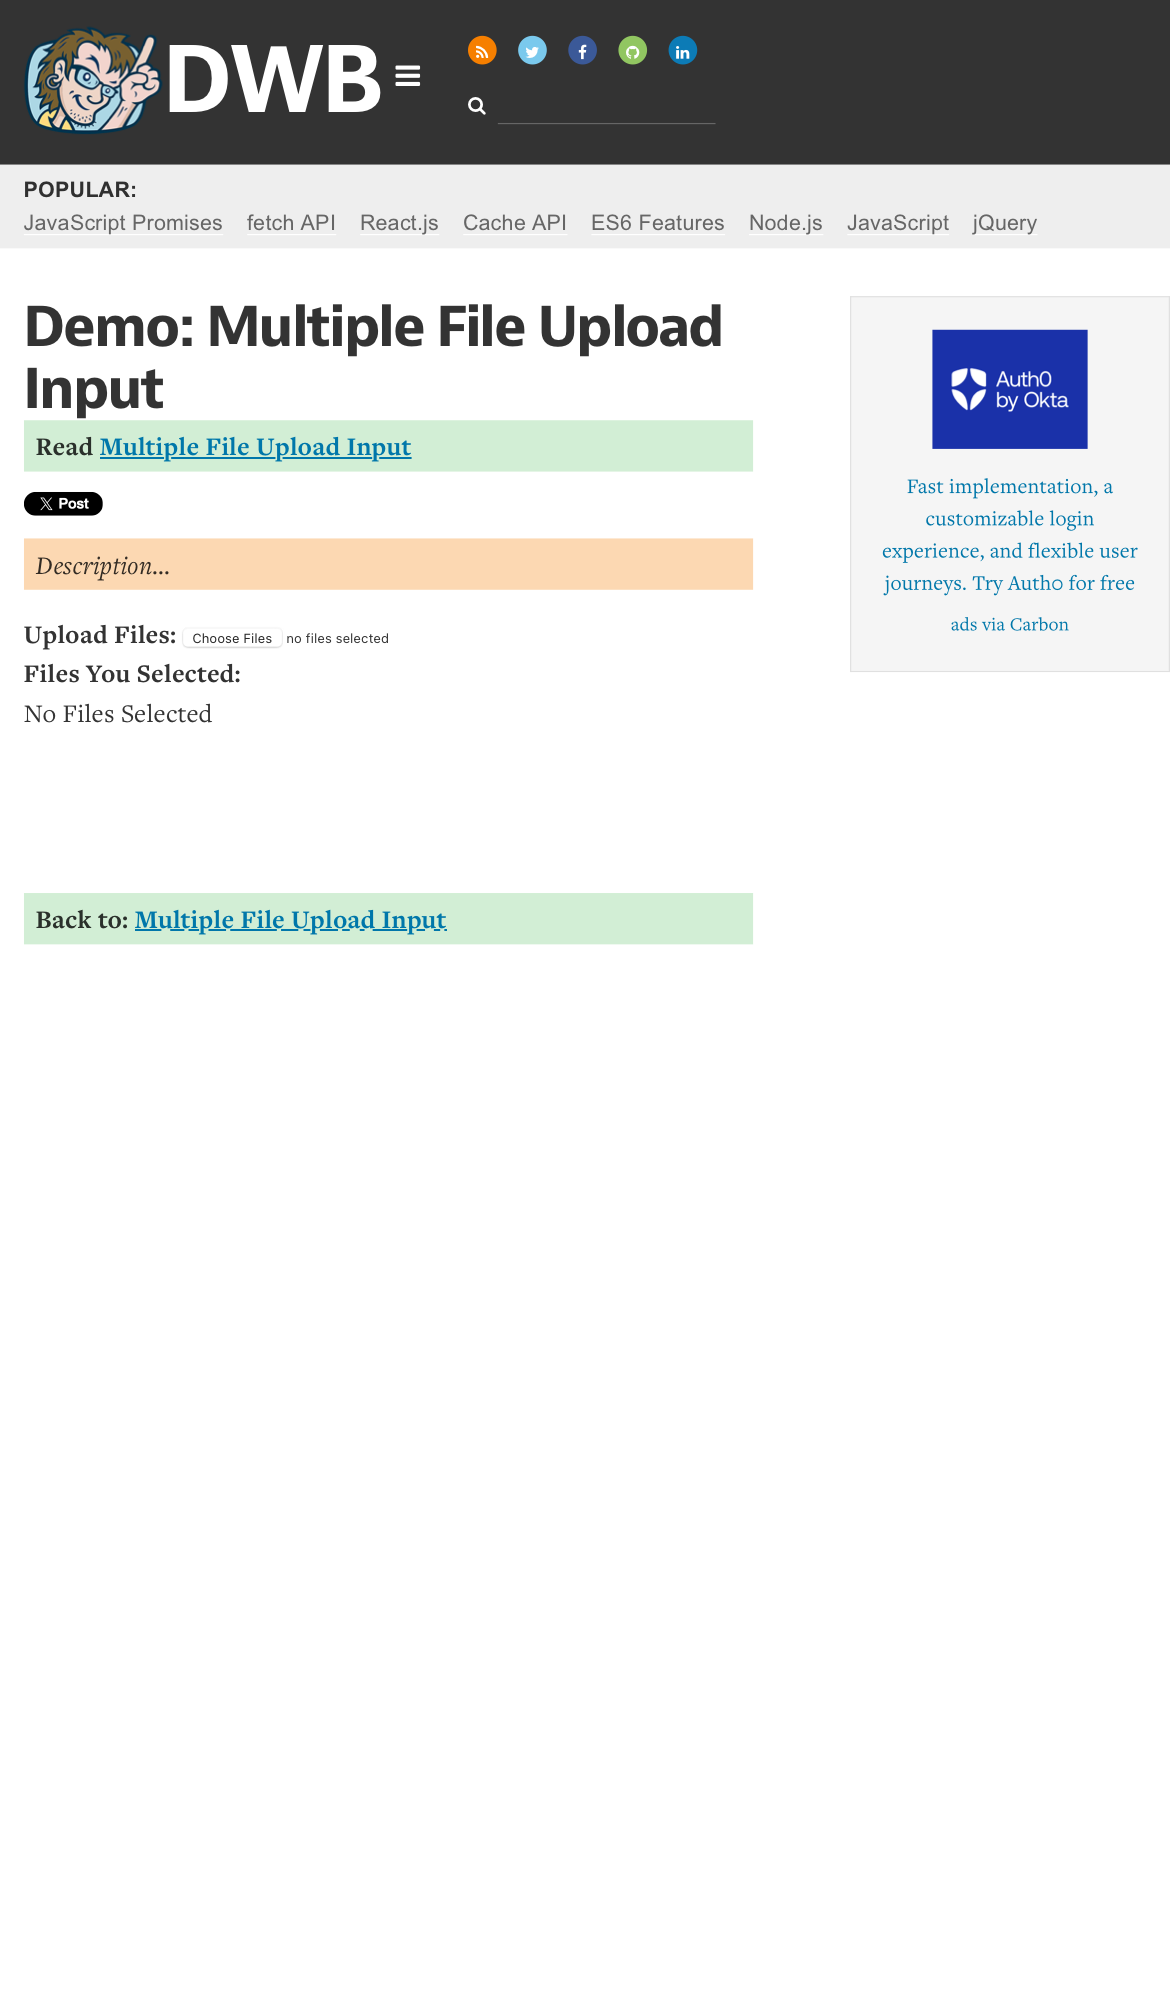 DWB
POPULAR:
JavaScript Promises fetch API React.js Cache API ES6 Features Node.js JavaScript jQuery
Demo: Multiple File Upload
Input
Read Multiple File Upload Input
X Post
Description...
Upload Files: Choose Files no files selected
Files You Selected:
No Files Selected
Back to: Multiple File Upload Input
Auth0
by Okta
Fast implementation, a
customizable login
experience, and flexible user
journeys. Try Auth0 for free
ads via Carbon